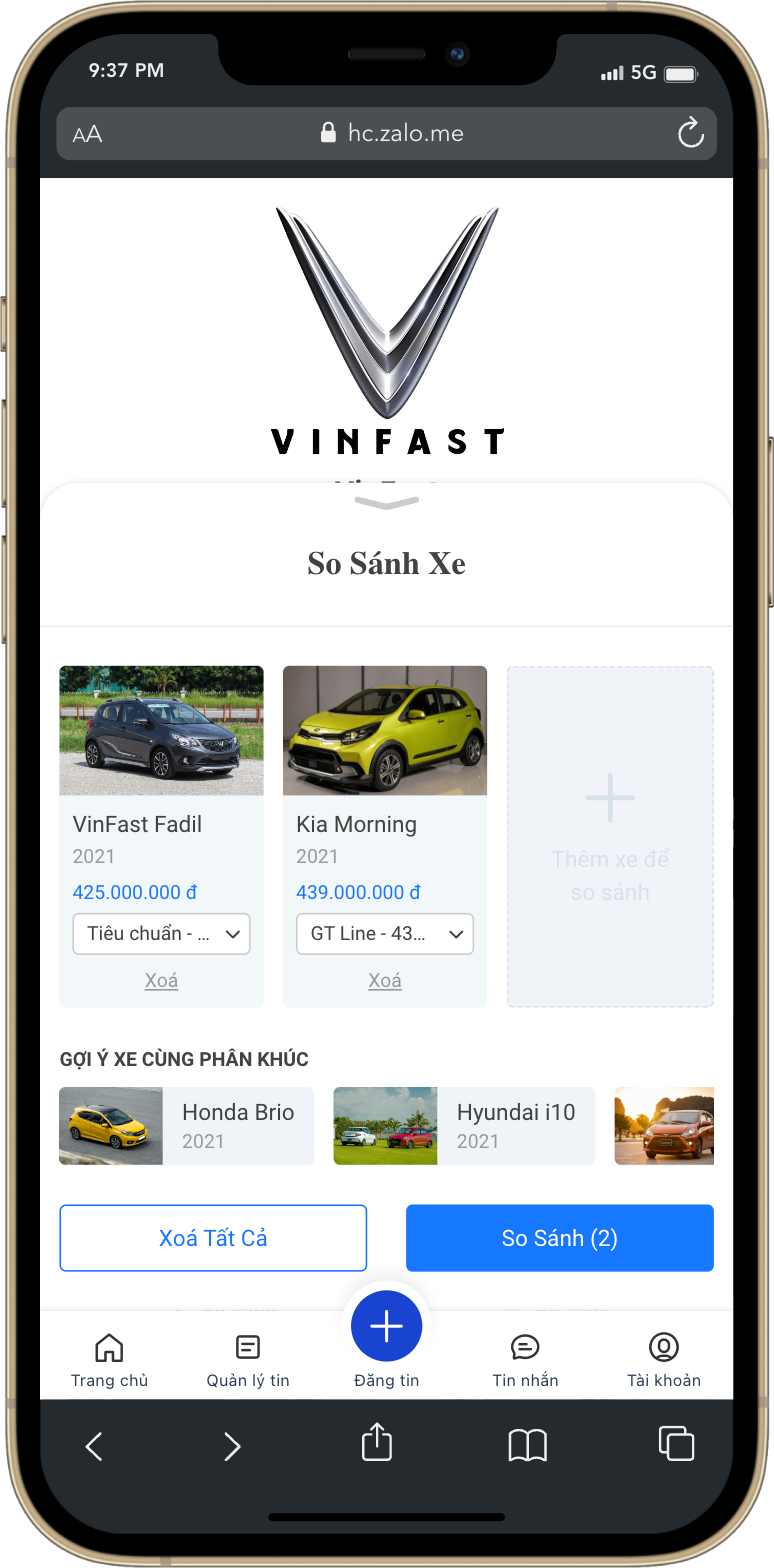 9:37 PM
5G
AA
hc.zalo.me
VINFAST
So Sánh Xe
VinFast Fadil
2021
425.000.000 đ
Tiêu chuẩn - ...
Xoá
Kia Morning
2021
439.000.000 đ
GT Line - 43...
Xoá
Thêm xe để
so sánh
GỢI Ý XE CÙNG PHÂN KHÚC
Honda Brio
2021
Hyundai i10
2021
Xoá Tất Cả
So Sánh (2)
Trang chủ
Quản lý tin
Đăng tin
Tin nhắn
Tài khoản